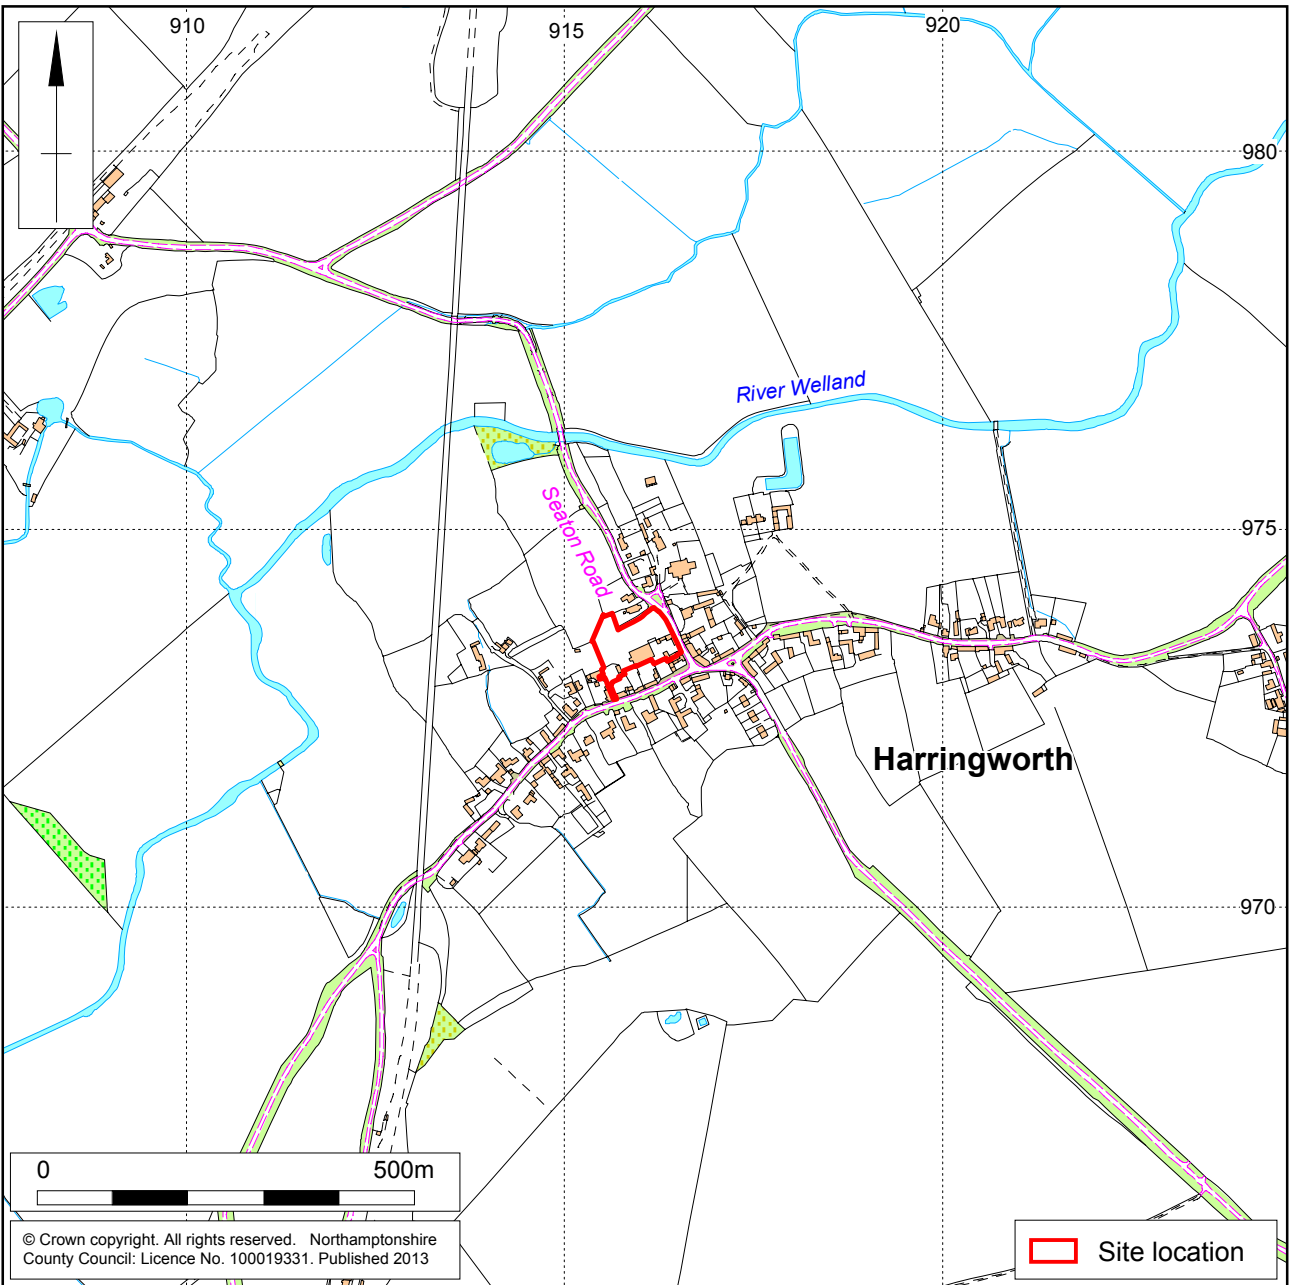 910
915
920
980
River Welland
Seaton Road
975
Harringworth
970
0 500m
© Crown copyright. All rights reserved. Northamptonshire
County Council: Licence No. 100019331. Published 2013
Site location